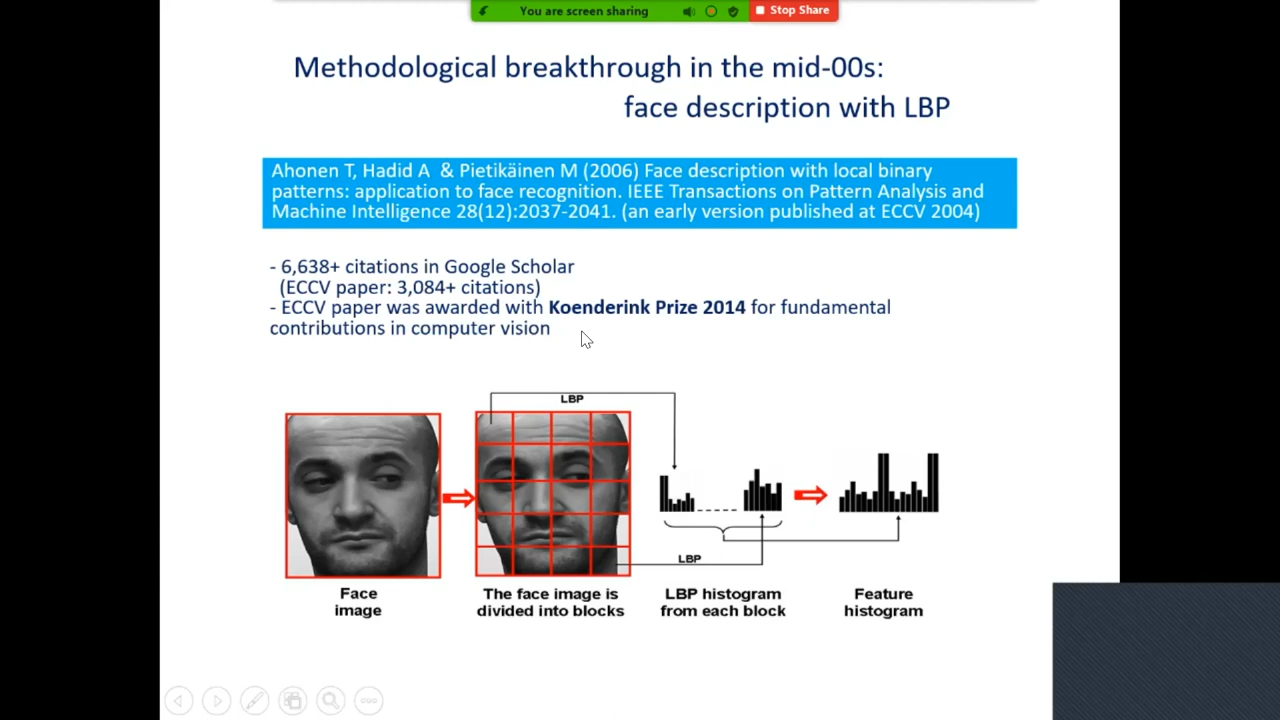 You are screen sharing
Stop Share
Methodological breakthrough in the mid-00s:
face description with LBP
Ahonen T, Hadid A & Pietikäinen M (2006) Face description with local binary
patterns: application to face recognition. IEEE Transactions on Pattern Analysis and
Machine Intelligence 28(12):2037-2041. (an early version published at ECCV 2004)
- 6,638+ citations in Google Scholar
(ECCV paper: 3,084+ citations)
- ECCV paper was awarded with Koenderink Prize 2014 for fundamental
contributions in computer vision
LBP
LBP
Face
image
The face image is
divided into blocks
LBP histogram
from each block
Feature
histogram